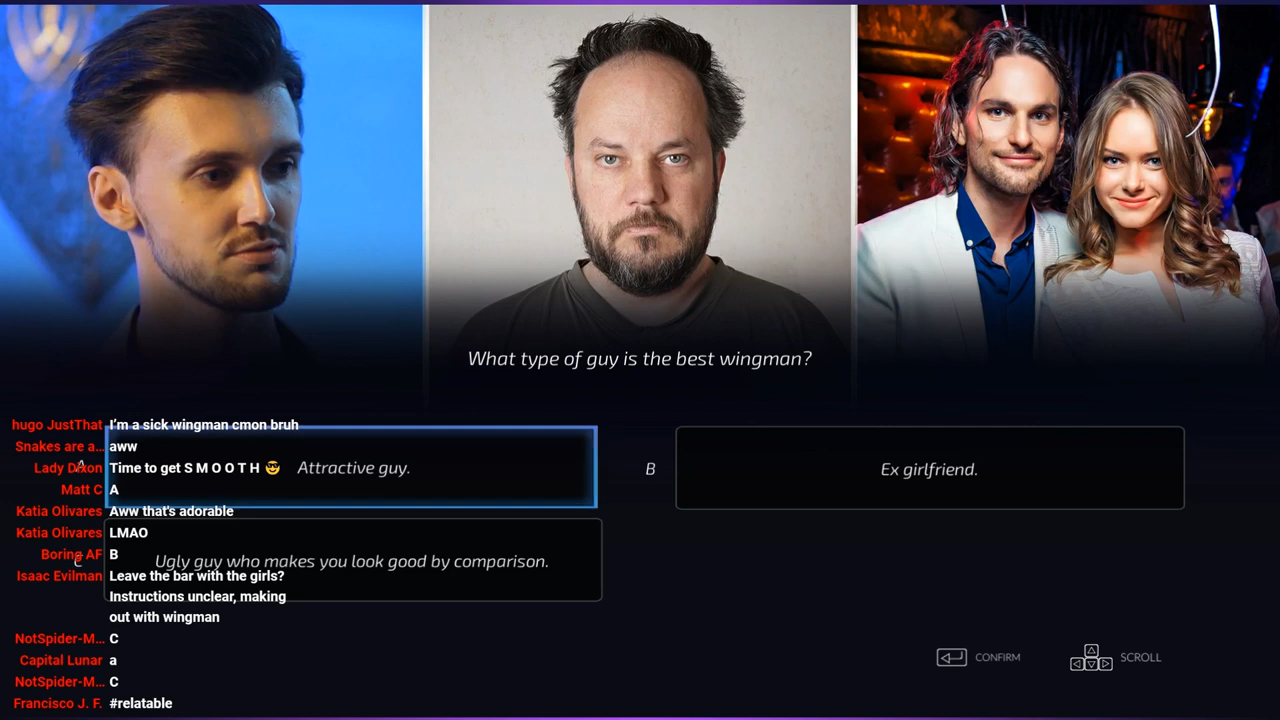 What type of guy is the best wingman?
hugo JustThat I'm a sick wingman cmon bruh
Snakes are a... aww
A Attractive guy.
B Ex girlfriend.
Lady Dixon Time to get S M O O T H 😎
Matt C A
Katia Olivares Aww that's adorable
Katia Olivares LMAO
Boring AF B
C Ugly guy who makes you look good by comparison.
Isaac Evilman Leave the bar with the girls?
Instructions unclear, making
out with wingman
NotSpider-M... C
Capital Lunar a
NotSpider-M... C
Francisco J. F. #relatable
CONFIRM
SCROLL